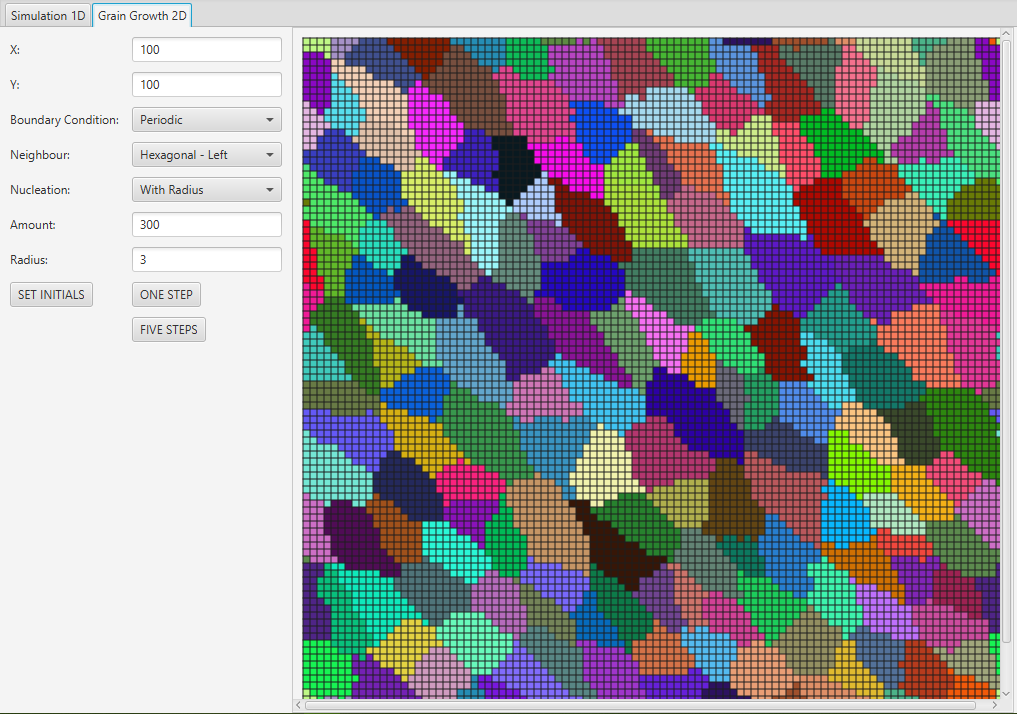 Simulation 1D Grain Growth 2D
X: 100
Y: 100
Boundary Condition: Periodic
Neighbour: Hexagonal - Left
Nucleation: With Radius
Amount: 300
Radius: 3
SET INITIALS ONE STEP
FIVE STEPS